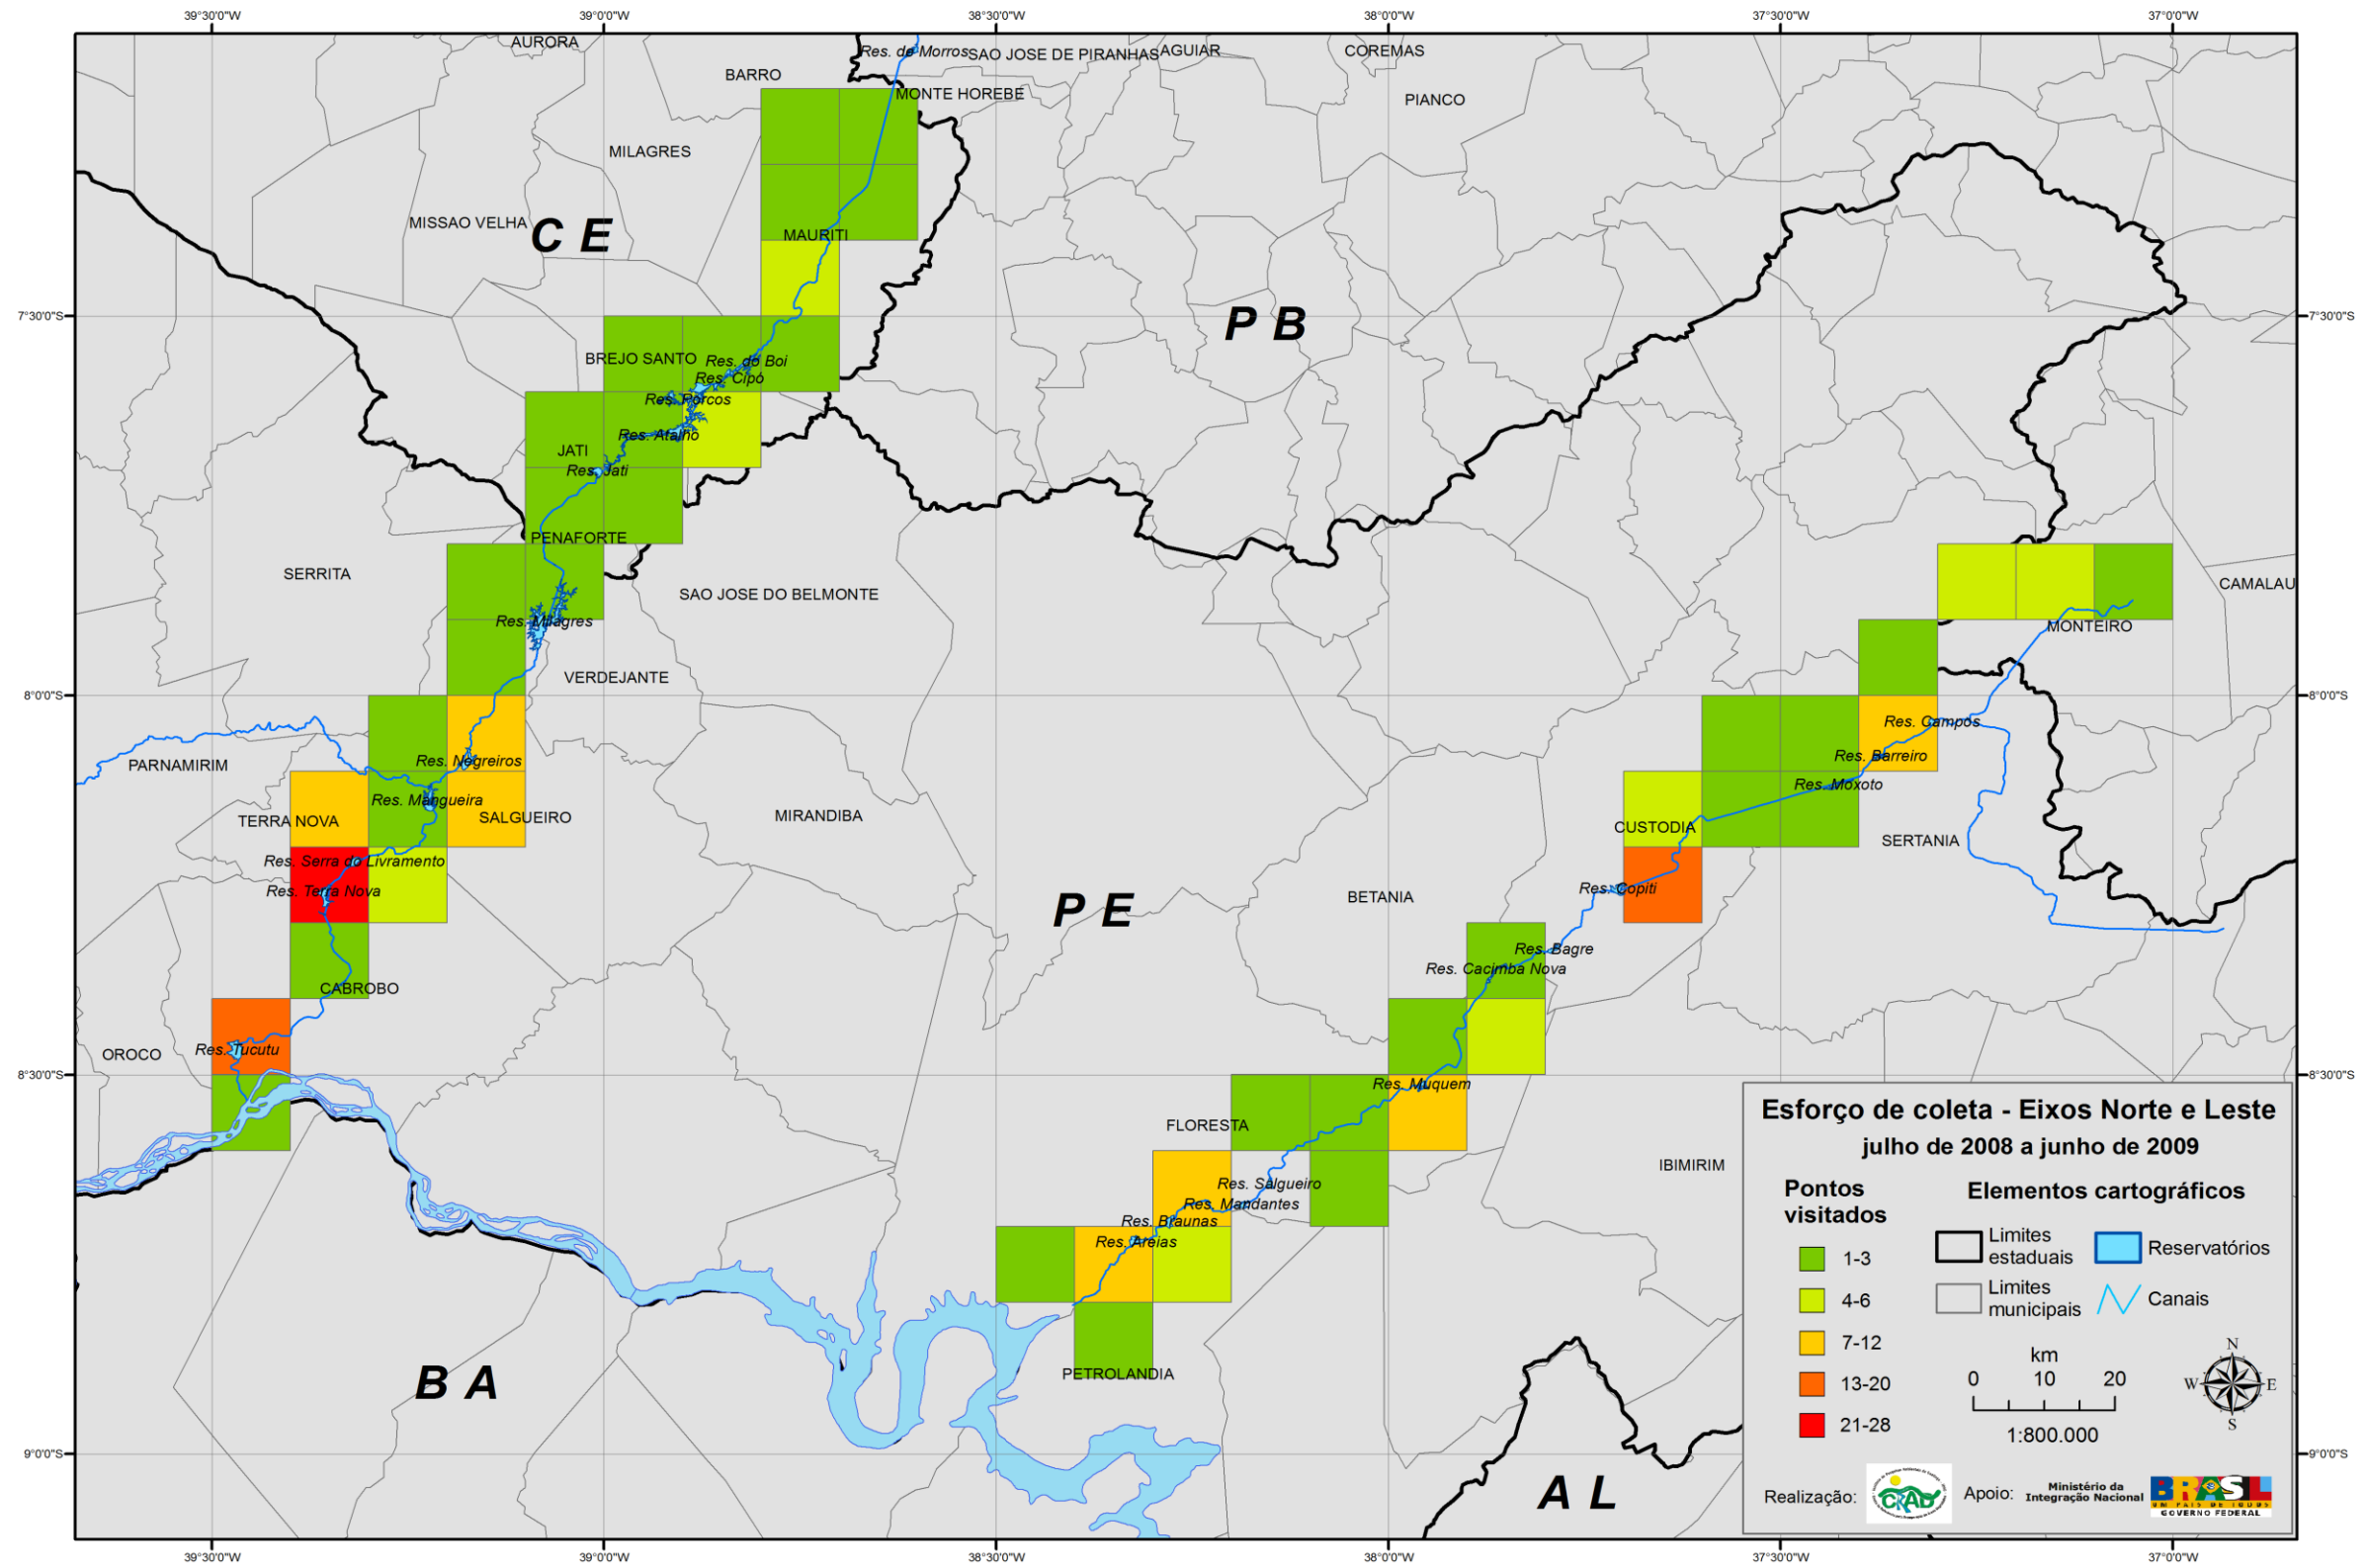 39°30'0"W 39°0'0"W 38°30'0"W 38°0'0"W 37°30'0"W 37°0'0"W
AURORA
Res. do Morros
SAO JOSE DE PIRANHAS
AGUIAR
COREMAS
BARRO
MONTE HOREBE
PIANCO
MILAGRES
MISSAO VELHA
C E
MAURITI
7°30'0"S
P B
7°30'0"S
BREJO SANTO
Res. do Boi
Res. Cipó
Res. Porcos
Res. Atalho
JATI
Res. Jati
PENAFORTE
SERRITA
SAO JOSE DO BELMONTE
CAMALAU
Res. Milagres
MONTEIRO
VERDEJANTE
8°0'0"S
8°0'0"S
Res. Campos
Res. Negreiros
Res. Barreiro
PARNAMIRIM
Res. Moxoto
Res. Mangueira
TERRA NOVA
SALGUEIRO
MIRANDIBA
CUSTODIA
SERTANIA
Res. Serra do Livramento
Res. Terra Nova
Res. Copiti
BETANIA
P E
Res. Bagre
Res. Cacimba Nova
CABROBO
Res. Tucutu
OROCO
8°30'0"S
8°30'0"S
Res. Muquem
FLORESTA
IBIMIRIM
Res. Salgueiro
Res. Mandantes
Res. Braunas
Res. Areias
PETROLANDIA
B A
A L
9°0'0"S
9°0'0"S
Esforço de coleta - Eixos Norte e Leste
julho de 2008 a junho de 2009
Pontos
visitados
1-3
4-6
7-12
13-20
21-28
Elementos cartográficos
Limites
estaduais
Reservatórios
Limites
municipais
Canais
km
0 10 20
1:800.000
N
W E
S
Realização:
CRAD
Apoio:
Ministério da
Integração Nacional
BRASIL
UM PAÍS DE TODOS
GOVERNO FEDERAL
39°30'0"W 39°0'0"W 38°30'0"W 38°0'0"W 37°30'0"W 37°0'0"W